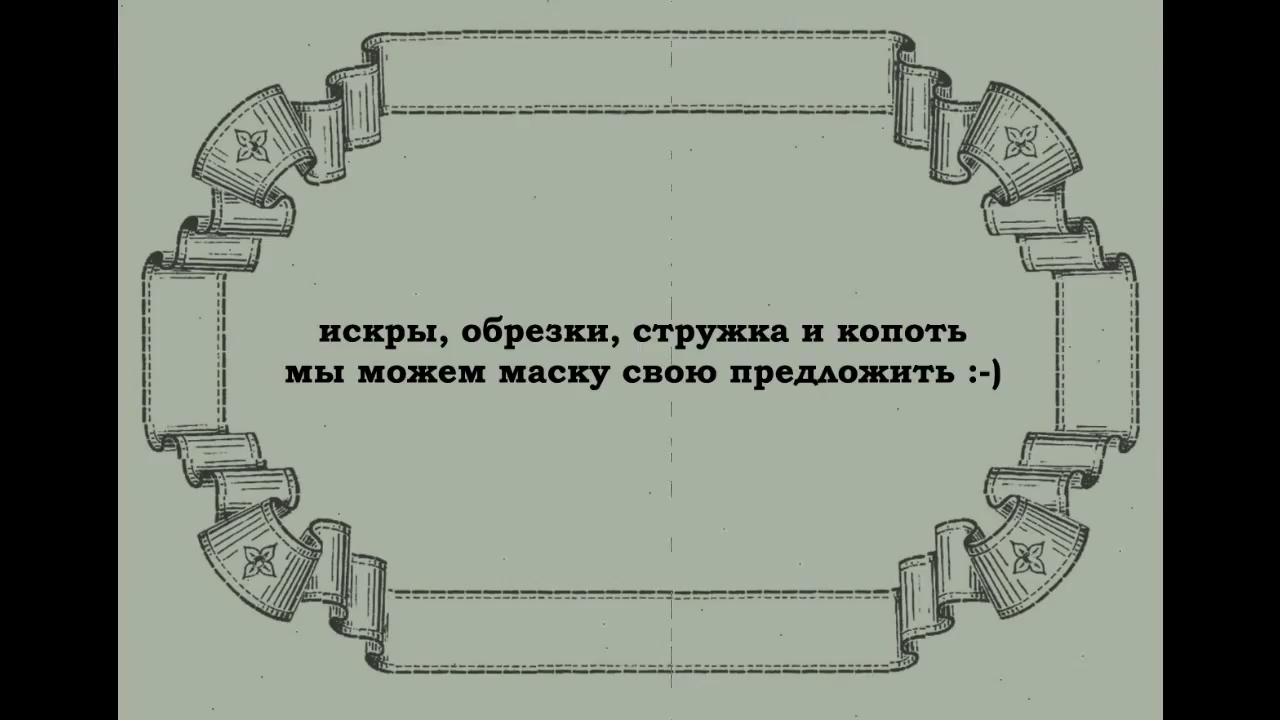 искры, обрезки, стружка и копоть
мы можем маску свою предложить :-)